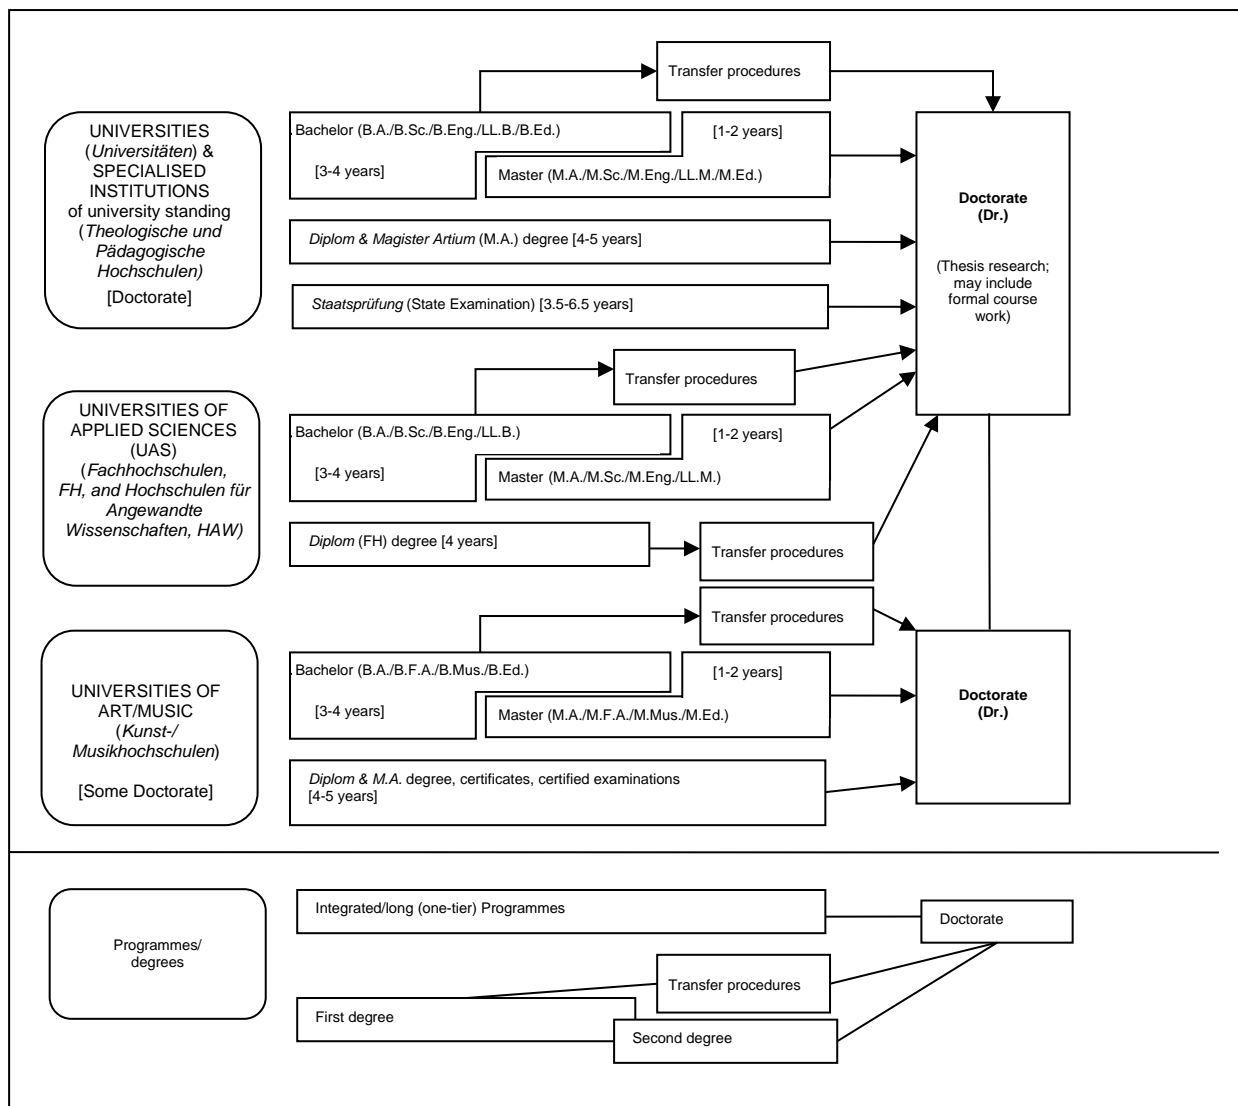 Transfer procedures
UNIVERSITIES
(Universitäten) &
SPECIALISED
INSTITUTIONS
of university standing
(Theologische und
Pädagogische
Hochschulen)
[Doctorate]
Bachelor (B.A./B.Sc./B.Eng./LL.B./B.Ed.)
[3-4 years]
[1-2 years]
Master (M.A./M.Sc./M.Eng./LL.M./M.Ed.)
Diplom & Magister Artium (M.A.) degree [4-5 years]
Staatsprüfung (State Examination) [3.5-6.5 years]
Doctorate
(Dr.)
(Thesis research;
may include
formal course
work)
Transfer procedures
UNIVERSITIES OF
APPLIED SCIENCES
(UAS)
(Fachhochschulen,
FH, and Hochschulen für
Angewandte
Wissenschaften, HAW)
Bachelor (B.A./B.Sc./B.Eng./LL.B.)
[3-4 years]
[1-2 years]
Master (M.A./M.Sc./M.Eng./LL.M.)
Diplom (FH) degree [4 years]
Transfer procedures
Transfer procedures
UNIVERSITIES OF
ART/MUSIC
(Kunst-/
Musikhochschulen)
[Some Doctorate]
Bachelor (B.A./B.F.A./B.Mus./B.Ed.)
[3-4 years]
[1-2 years]
Master (M.A./M.F.A./M.Mus./M.Ed.)
Diplom & M.A. degree, certificates, certified examinations
[4-5 years]
Doctorate
(Dr.)
Programmes/
degrees
Integrated/long (one-tier) Programmes
Doctorate
Transfer procedures
First degree
Second degree